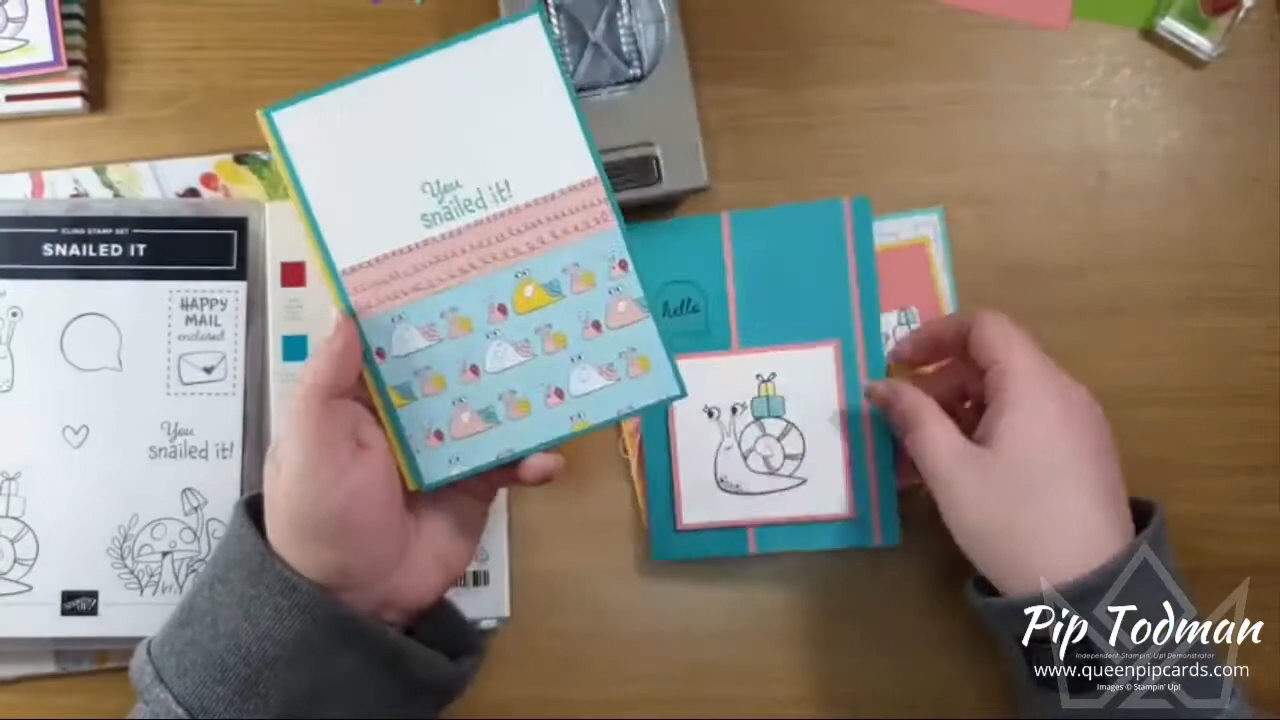 CLING STAMP SET
SNAILED IT
HAPPY
MAIL
enclosed
You
snailed it!
You
snailed it!
hello
Pip Todman
Independent Stampin' Up! Demonstrator
www.queenpipcards.com
Images © Stampin' Up!